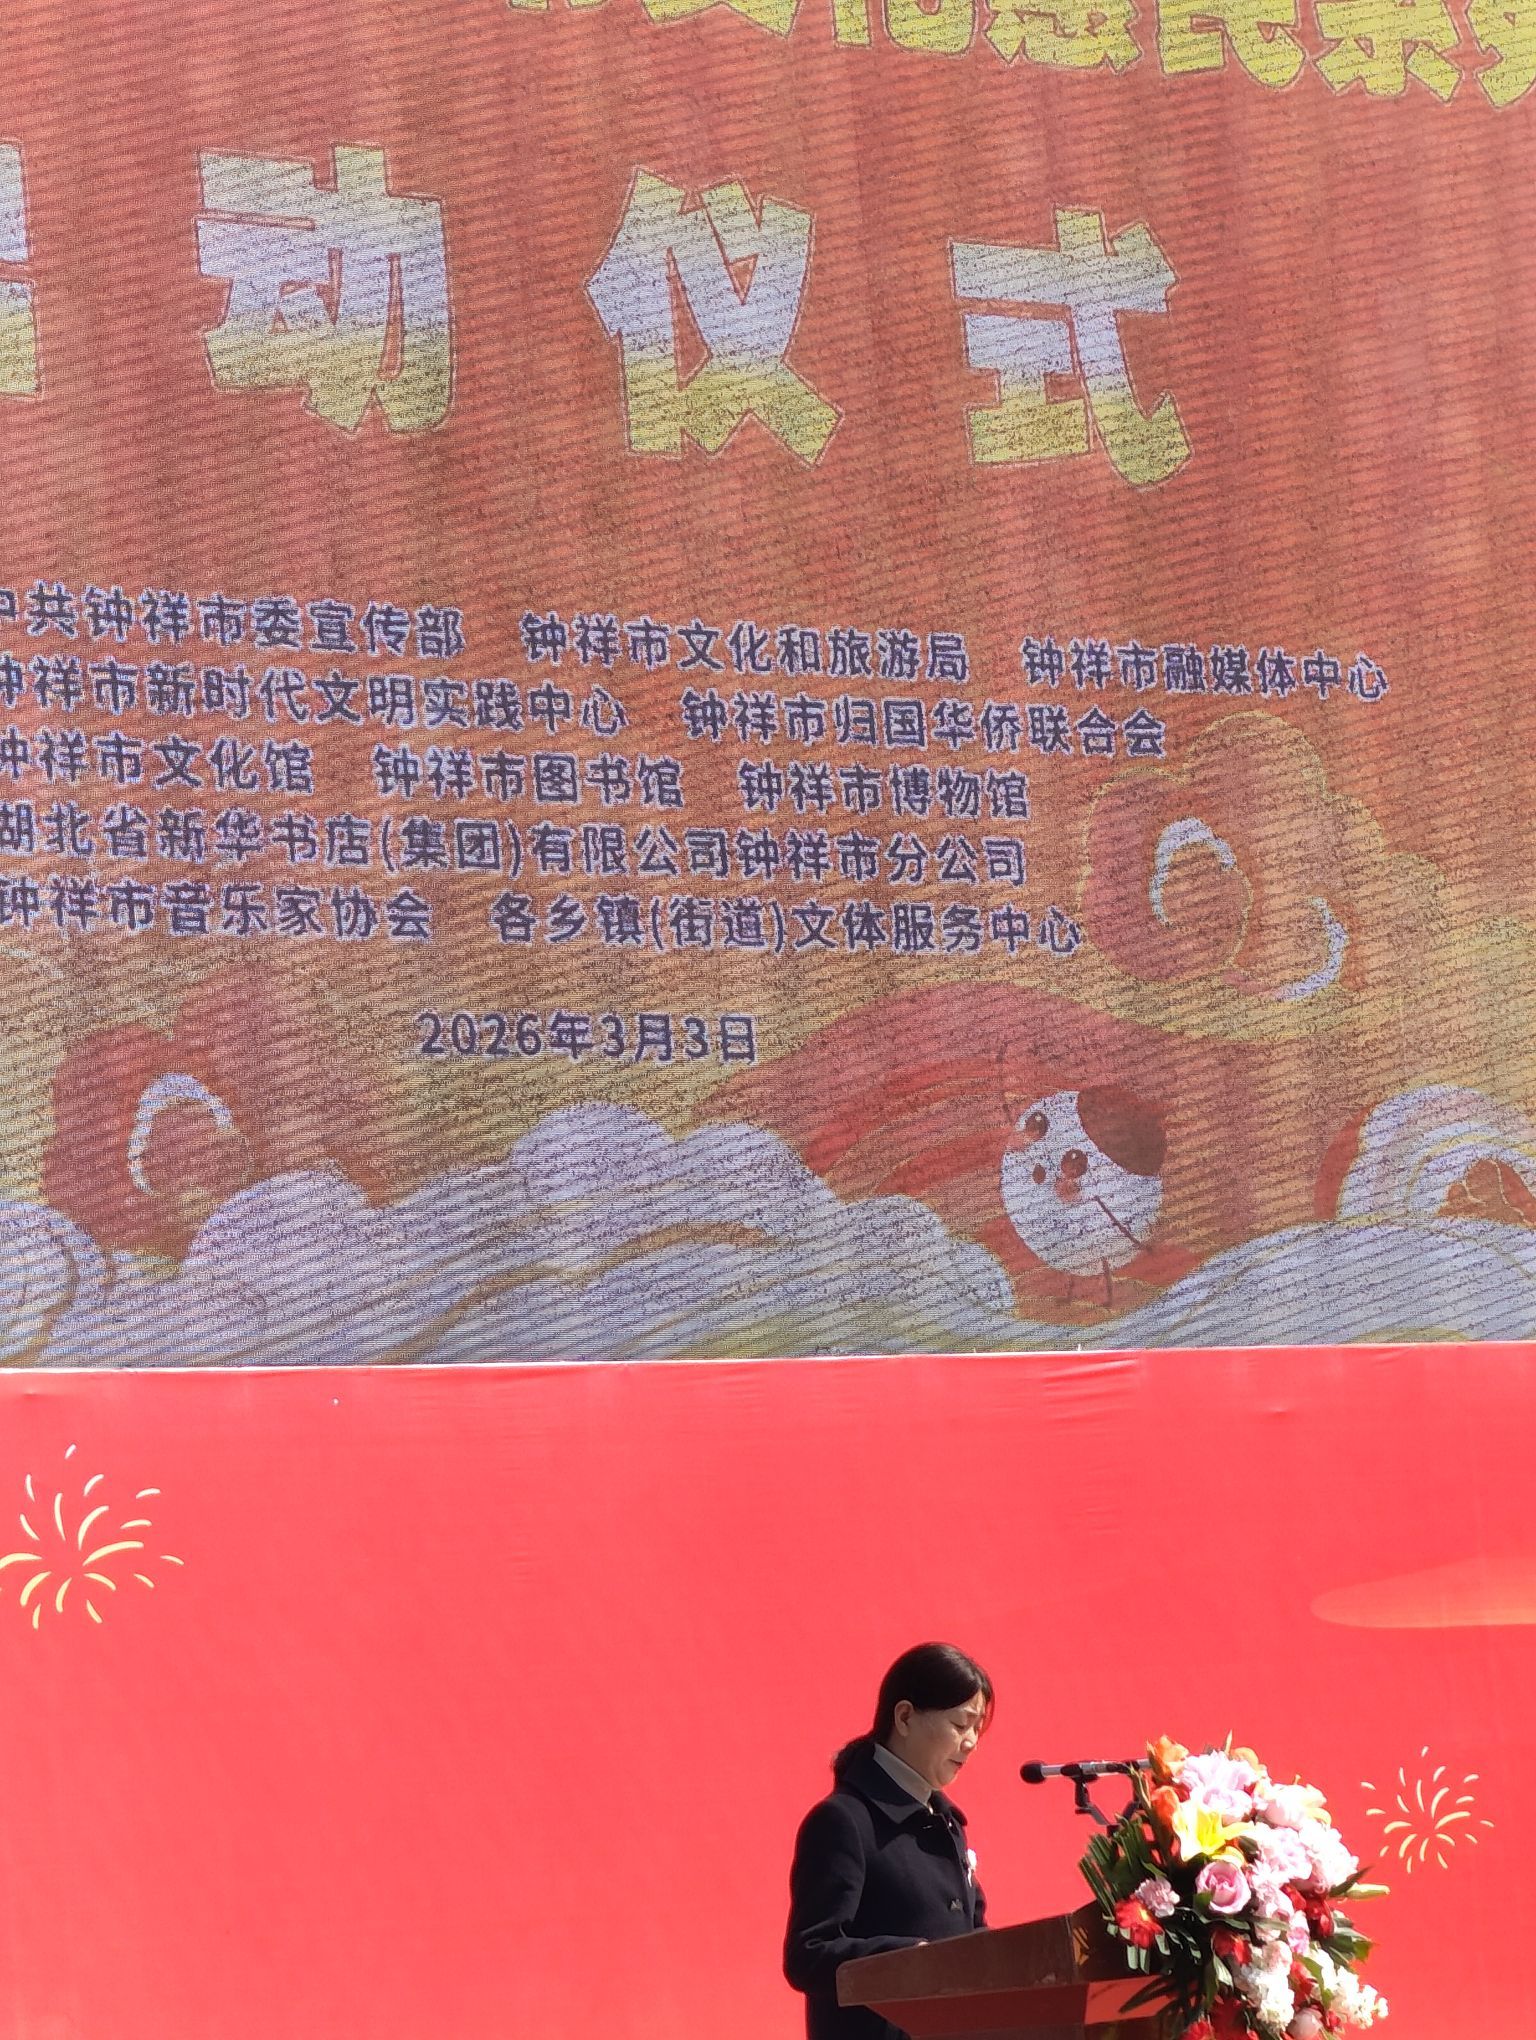 化惠民系
动仪式
中共钟祥市委宣传部 钟祥市文化和旅游局 钟祥市融媒体中心
钟祥市新时代文明实践中心 钟祥市归国华侨联合会
钟祥市文化馆 钟祥市图书馆 钟祥市博物馆
湖北省新华书店(集团)有限公司钟祥市分公司
钟祥市音乐家协会 各乡镇(街道)文体服务中心
2026年3月3日